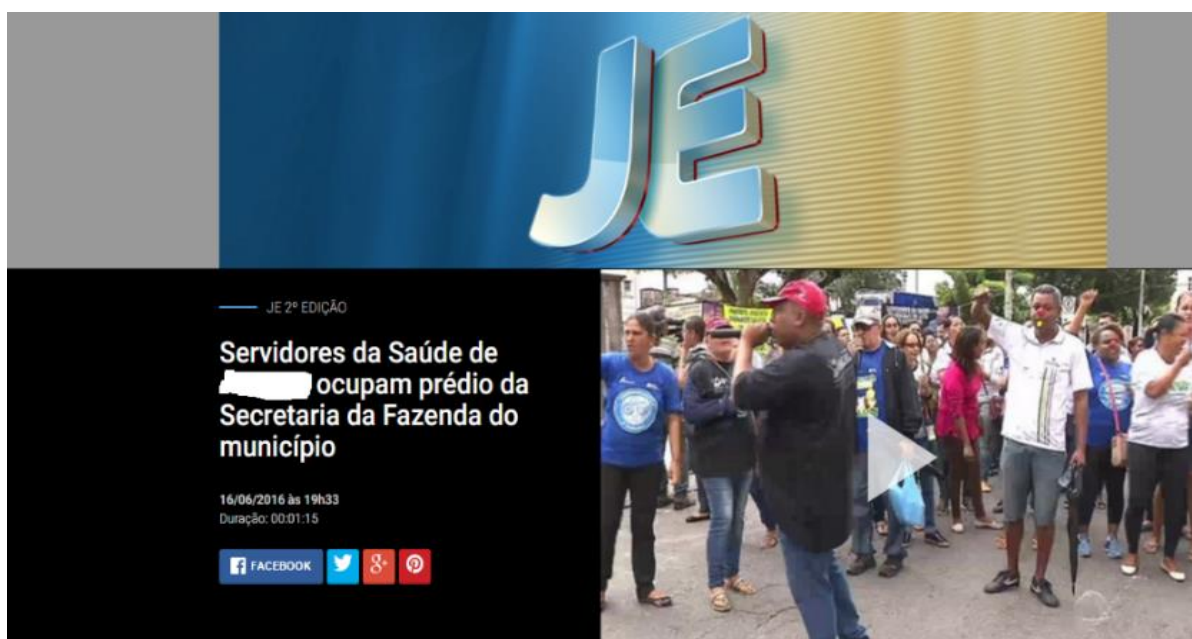 JE
JE 2º EDIÇÃO
Servidores da Saúde de
ocupam prédio da
Secretaria da Fazenda do
município
16/06/2016 às 19h33
Duração: 00:01:15
FACEBOOK